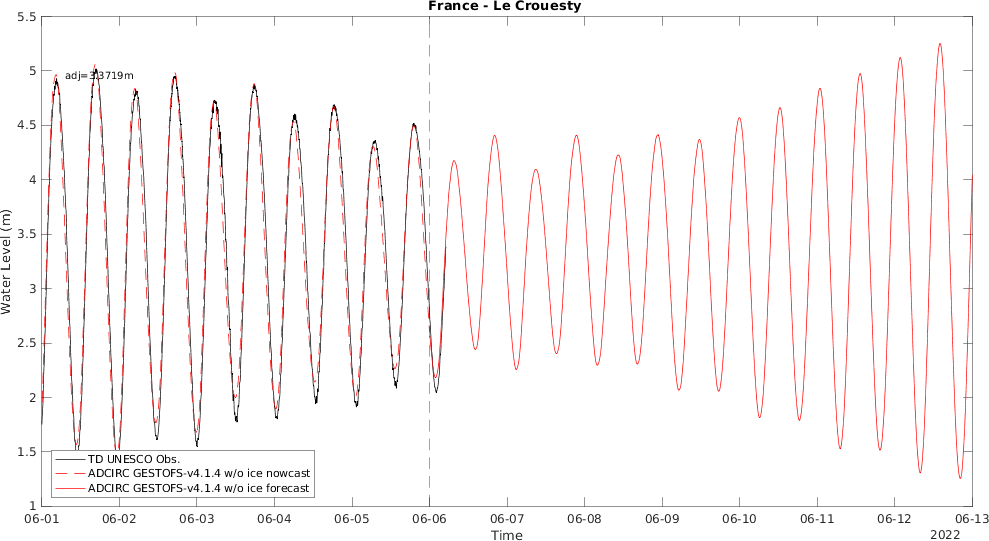 France - Le Crouesty
5.5
5
4.5
4
3.5
3
2.5
2
1.5
1
Water Level (m)
adj=3.3719m
TD UNESCO Obs.
ADCIRC GESTOFS-v4.1.4 w/o ice nowcast
ADCIRC GESTOFS-v4.1.4 w/o ice forecast
06-01 06-02 06-03 06-04 06-05 06-06 06-07 06-08 06-09 06-10 06-11 06-12 06-13
Time
2022